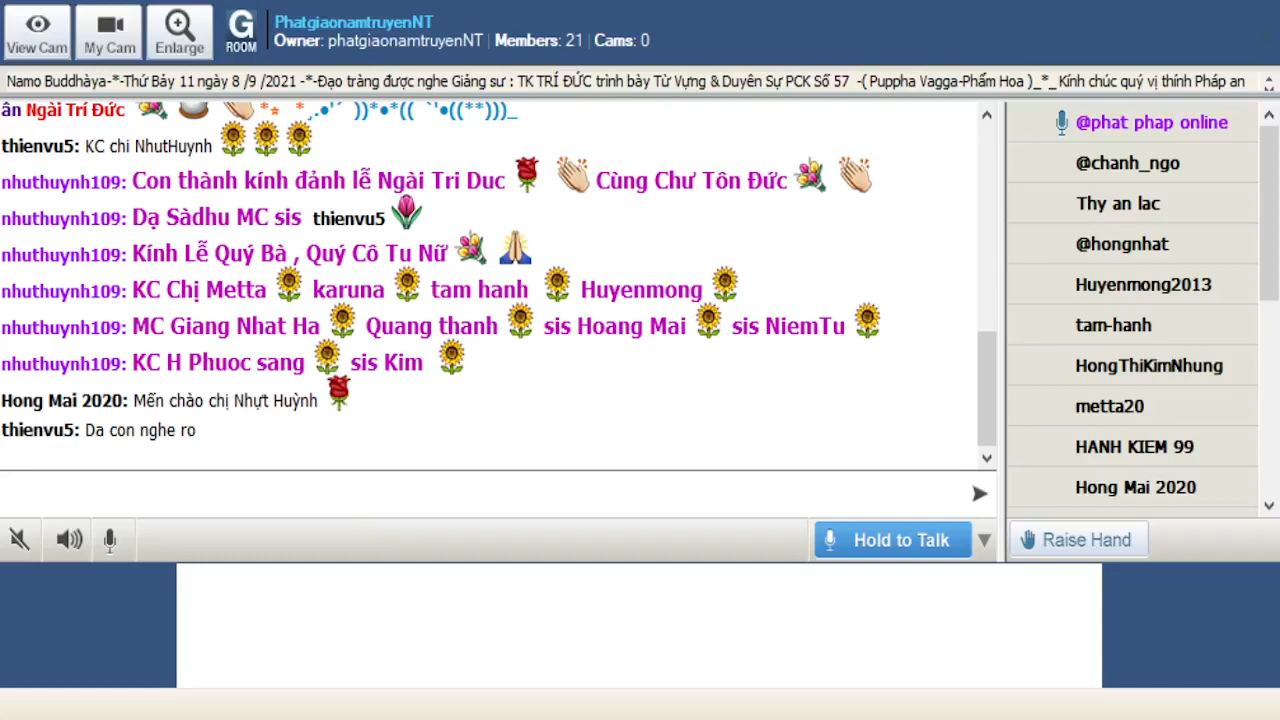 View Cam
My Cam
Enlarge
G
ROOM
PhatgiaonamtruyenNT
Owner: phatgiaonamtruyenNT | Members: 21 | Cams: 0
Namo Buddhàya-*-Thứ Bảy 11 ngày 8 /9 /2021 -*-Đạo tràng được nghe Giảng sư : TK TRÍ ĐỨC trình bày Từ Vựng & Duyên Sự PCK Số 57 -( Puppha Vagga-Phẩm Hoa )_*_Kính chúc quý vị thính Pháp an
ân Ngài Trí Đức
thienvu5: KC chi NhutHuynh
nhuthuynh109: Con thành kính đảnh lễ Ngài Tri Duc Cùng Chư Tôn Đức
nhuthuynh109: Dạ Sàdhu MC sis thienvu5
nhuthuynh109: Kính Lễ Quý Bà , Quý Cô Tu Nữ
nhuthuynh109: KC Chị Metta karuna tam hanh Huyenmong
nhuthuynh109: MC Giang Nhat Ha Quang thanh sis Hoang Mai sis NiemTu
nhuthuynh109: KC H Phuoc sang sis Kim
Hong Mai 2020: Mến chào chị Nhựt Huỳnh
thienvu5: Da con nghe ro
Hold to Talk
@phat phap online
@chanh_ngo
Thy an lac
@hongnhat
Huyenmong2013
tam-hanh
HongThiKimNhung
metta20
HANH KIEM 99
Hong Mai 2020
Raise Hand